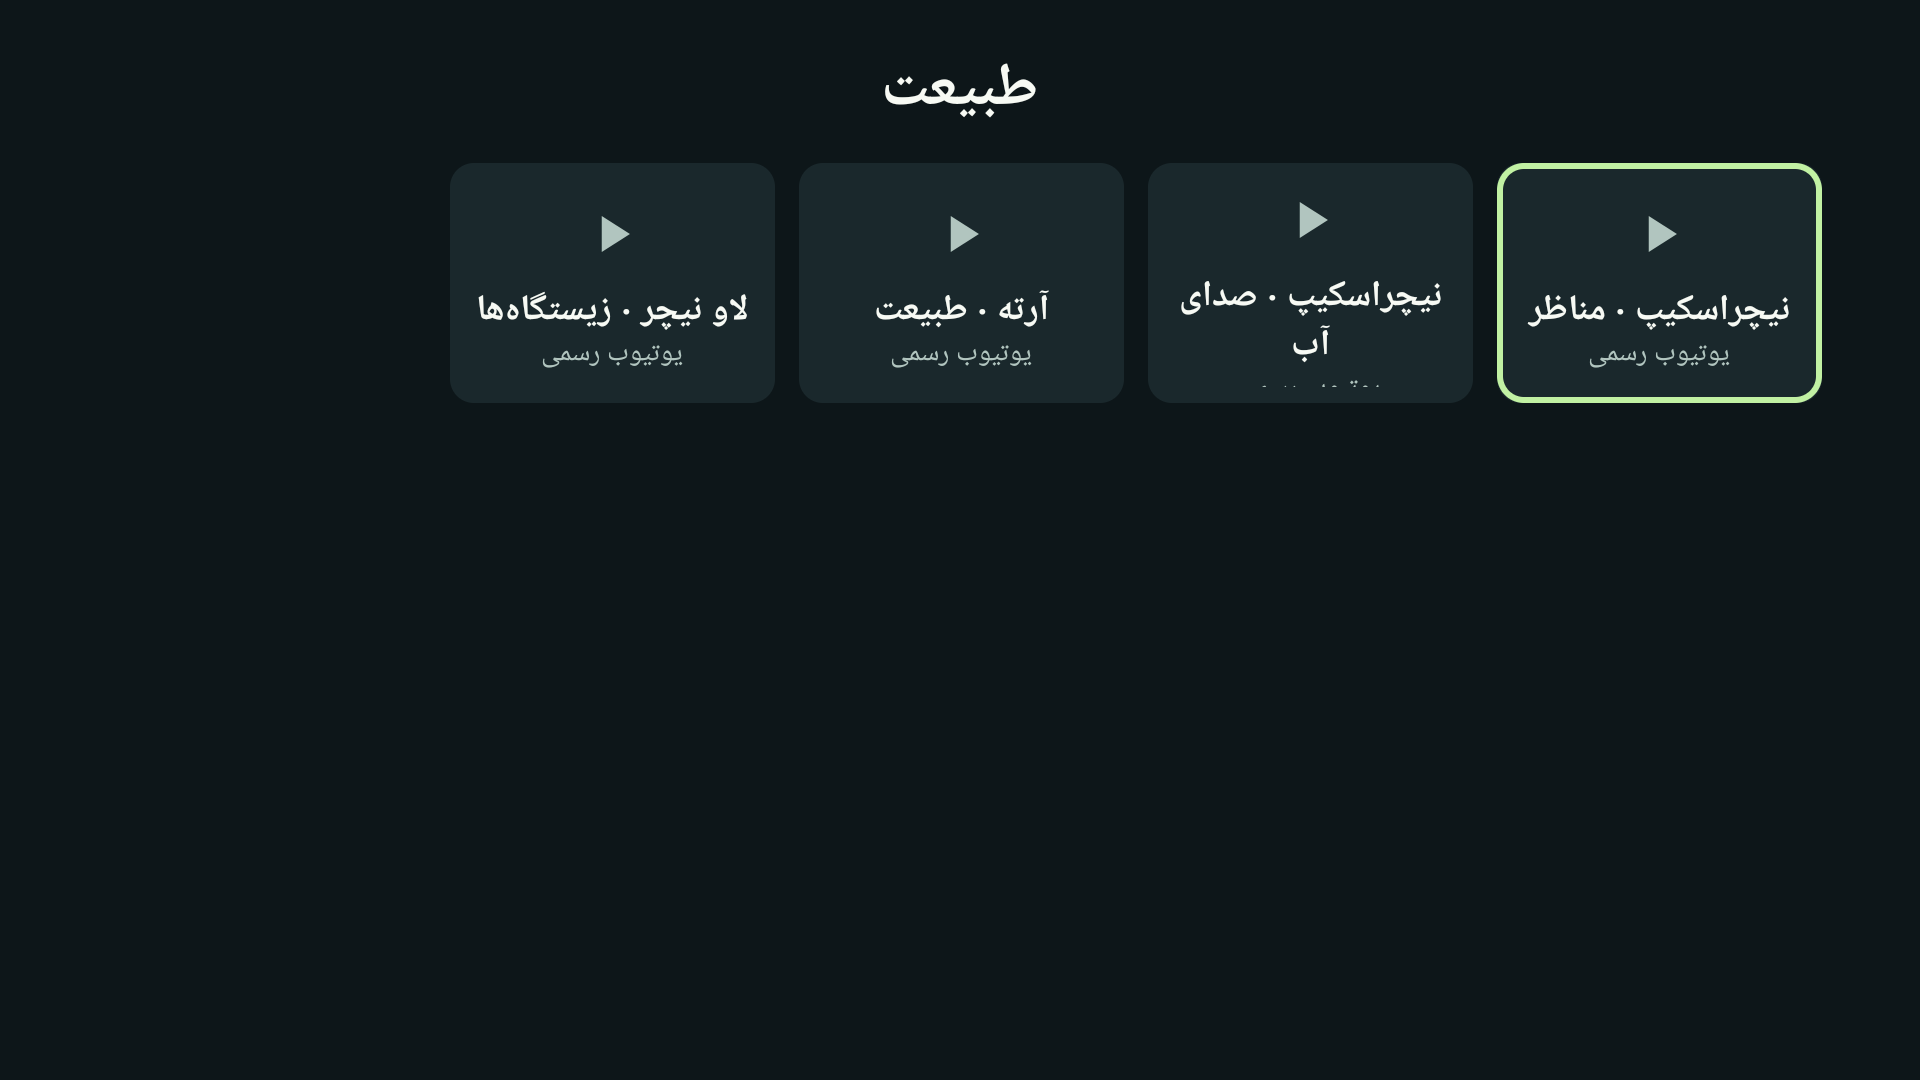 طبیعت
نیچراسکیپ · مناظر
یوتیوب رسمی
نیچراسکیپ · صدای
آب
آرته · طبیعت
یوتیوب رسمی
لاو نیچر · زیستگاه‌ها
یوتیوب رسمی